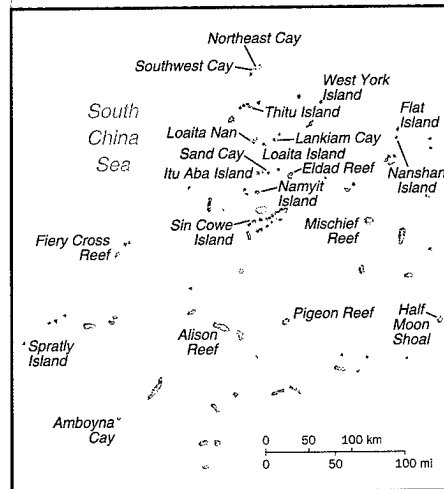 Northeast Cay
Southwest Cay
West York
Island
South
China
Sea
Thitu Island
Flat
Island
Loaita Nan
Lankiam Cay
Sand Cay
Loaita Island
Itu Aba Island
Eldad Reef
Nanshan
Island
Namyit
Island
Sin Cowe
Island
Mischief
Reef
Fiery Cross
Reef
Pigeon Reef
Half
Moon
Shoal
Alison
Reef
Spratly
Island
Amboyna
Cay
0 50 100 km
0 50 100 mi